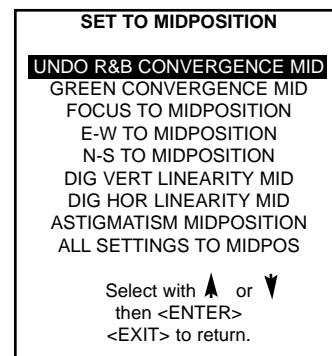 SET TO MIDPOSITION
UNDO R&B CONVERGENCE MID
GREEN CONVERGENCE MID
FOCUS TO MIDPOSITION
E-W TO MIDPOSITION
N-S TO MIDPOSITION
DIG VERT LINEARITY MID
DIG HOR LINEARITY MID
ASTIGMATISM MIDPOSITION
ALL SETTINGS TO MIDPOS
Select with or
then <ENTER>
<EXIT> to return.